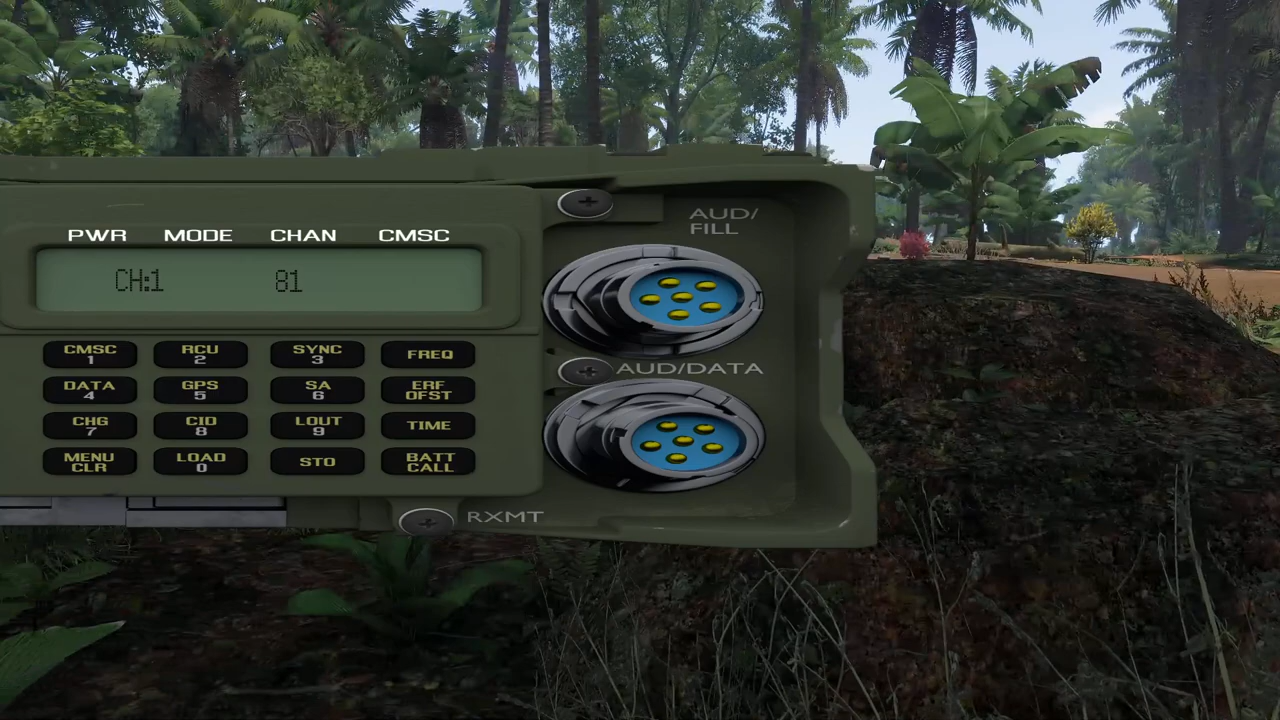 AUD/
FILL
PWR MODE CHAN CMSC
CH:1 81
CMSC RCU SYNC FREQ
1 2 3
AUD/DATA
DATA GPS SA ERF
4 5 6 OFST
CHG CID LOUT TIME
7 8 9
MENU LOAD STO BATT
CLR 0 CALL
RXMT